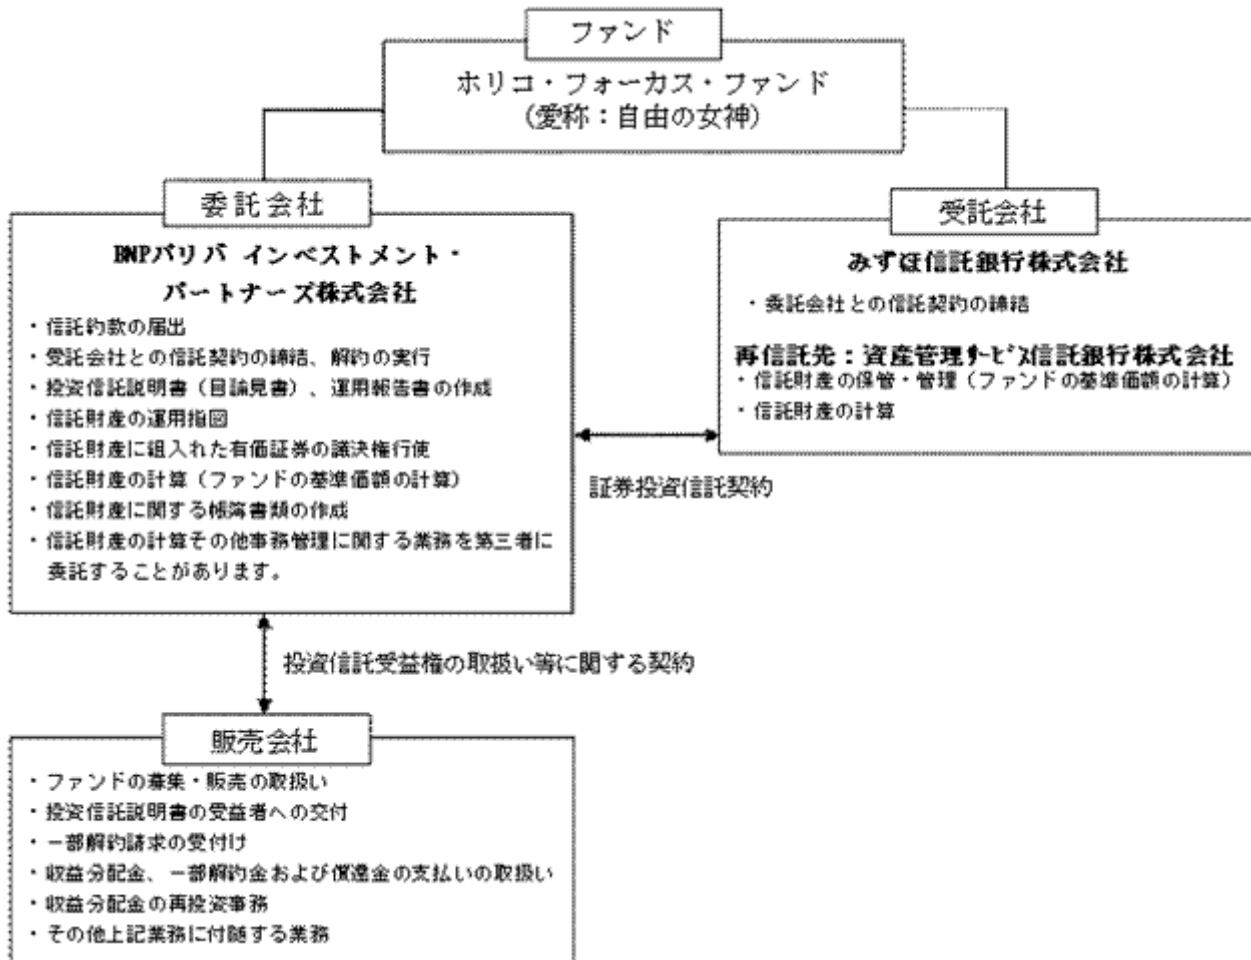 ファンド
ホリコ・フォーカス・ファンド
（愛称：自由の女神）
委託会社
BNPパリバ インベストメント・
パートナーズ株式会社
・信託約款の届出
・受託会社との信託契約の締結、解約の実行
・投資信託説明書（目論見書）、運用報告書の作成
・信託財産の運用指図
・信託財産に組入れた有価証券の議決権行使
・信託財産の計算（ファンドの基準価額の計算）
・信託財産に関する帳簿書類の作成
・信託財産の計算その他事務管理に関する業務を第三者に
委託することがあります。
受託会社
みずほ信託銀行株式会社
・委託会社との信託契約の締結
再信託先：資産管理サービス信託銀行株式会社
・信託財産の保管・管理（ファンドの基準価額の計算）
・信託財産の計算
証券投資信託契約
投資信託受益権の取扱い等に関する契約
販売会社
・ファンドの募集・販売の取扱い
・投資信託説明書の受益者への交付
・一部解約請求の受付け
・収益分配金、一部解約金および償還金の支払いの取扱い
・収益分配金の再投資事務
・その他上記業務に付随する業務